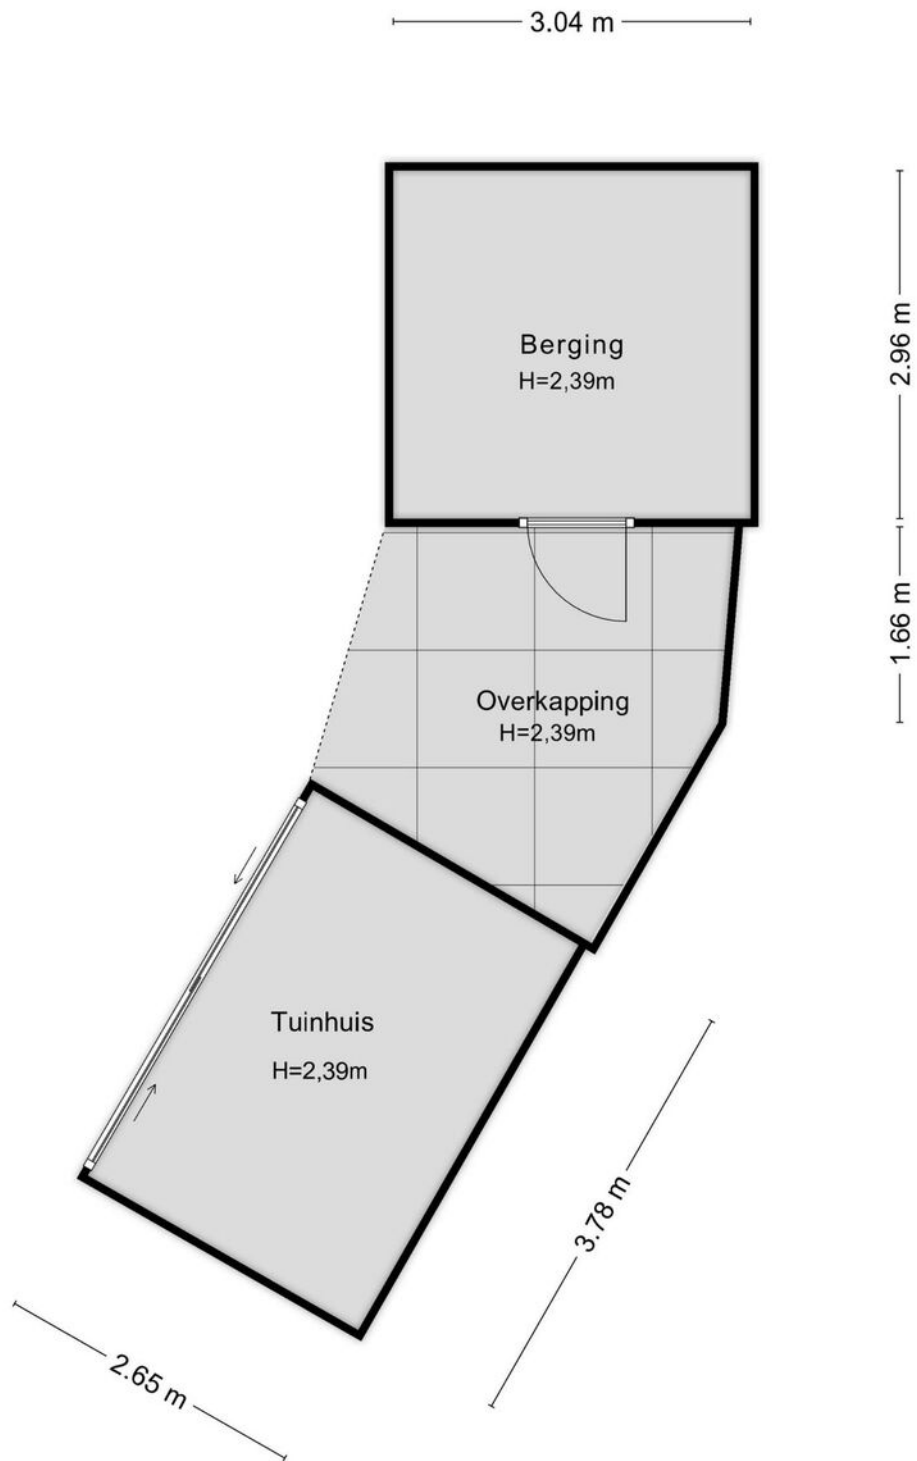 3.04 m
2.96 m
Berging
H=2,39m
1.66 m
Overkapping
H=2,39m
Tuinhuis
H=2,39m
3.78 m
2.65 m